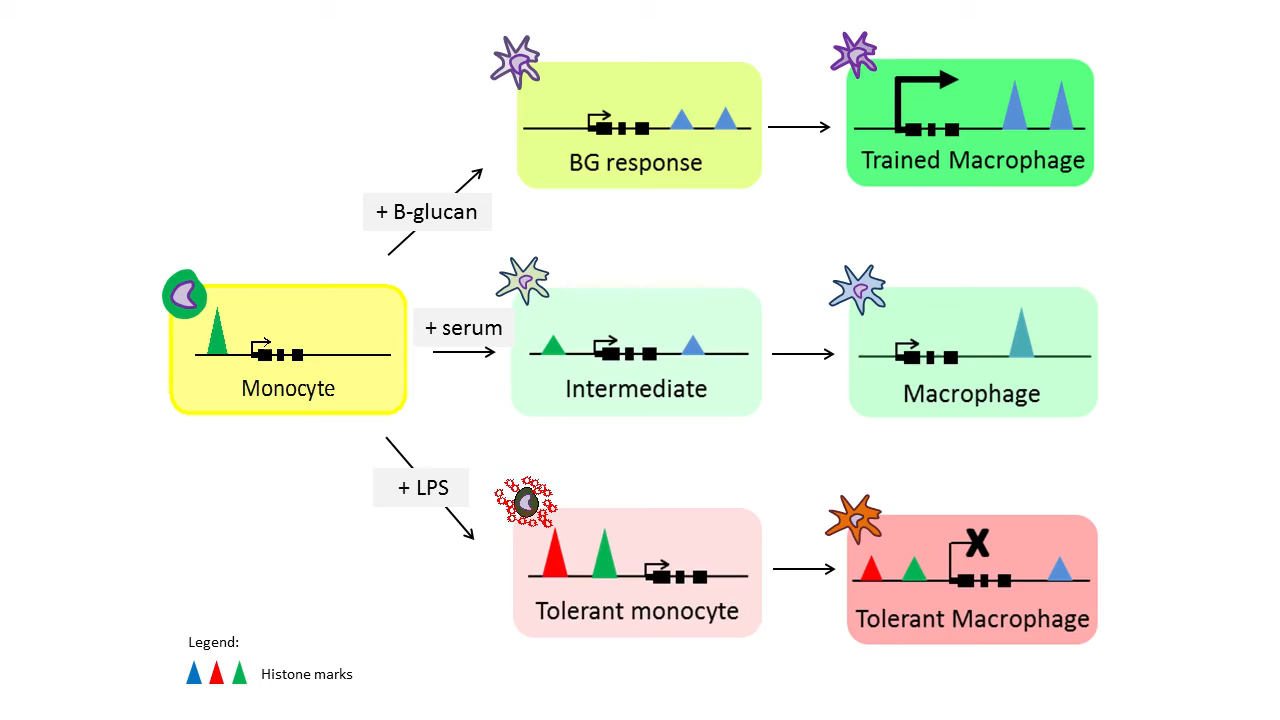 BG response
Trained Macrophage
+ B-glucan
Monocyte
+ serum
Intermediate
Macrophage
+ LPS
Tolerant monocyte
X
Tolerant Macrophage
Legend:
Histone marks